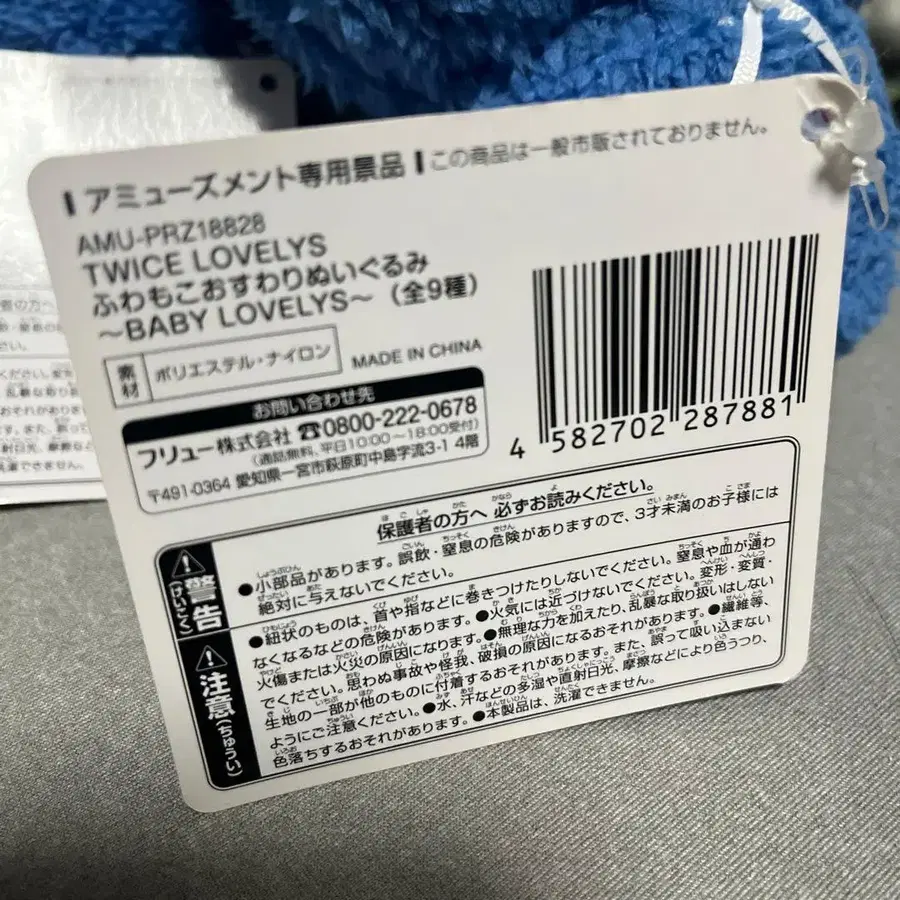 アミューズメント専用景品
この商品は一般市販されておりません。
AMU-PRZ18828
TWICE LOVELYS
ふわもこおすわりぬいぐるみ
～BABY LOVELYS～（全9種）
素材 ポリエステル・ナイロン
MADE IN CHINA
お問い合わせ先
フリュー株式会社 ☎0800-222-0678
(通話無料、平日10:00～18:00受付)
〒491-0364 愛知県一宮市萩原町中島字流3-1 4階
4 582702 287881
保護者の方へ 必ずお読みください。
警告
(けいこく)
●小部品があります。誤飲・窒息の危険がありますので、3才未満のお子様には
絶対に与えないでください。
注意
(ちゅうい)
●紐状のものは、首や指などに巻きつけたりしないでください。窒息や血が通わ
なくなるなどの危険があります。●火気には近づけないでください。変形・変質・
火傷または火災の原因になります。●無理な力を加えたり、乱暴な取り扱いはしない
でください。思わぬ事故や怪我、破損の原因になるおそれがあります。●繊維等、
生地の一部が他のものに付着するおそれがあります。また、誤って吸い込まない
ようにご注意ください。●水、汗などの多湿や直射日光、摩擦などにより色うつり、
色落ちするおそれがあります。●本製品は、洗濯できません。